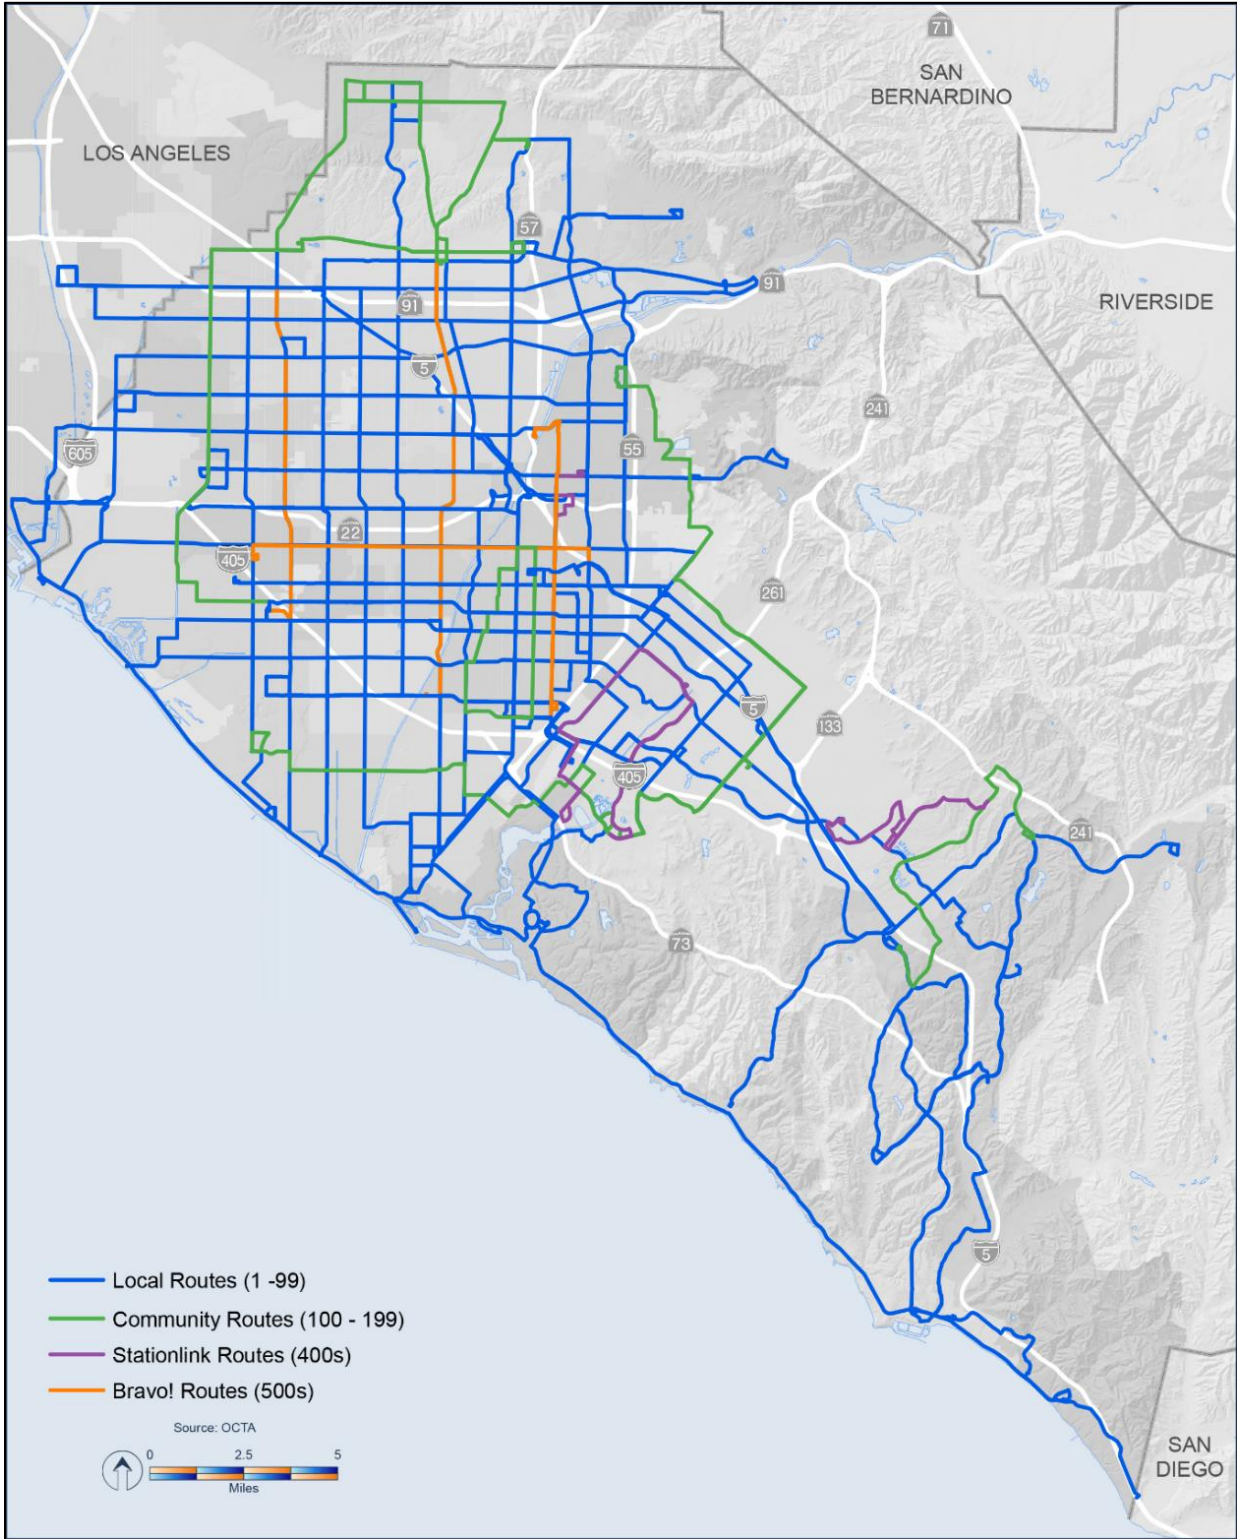 71
SAN
BERNARDINO
LOS ANGELES
57
91
91
RIVERSIDE
5
241
605
55
22
405
261
5
133
405
241
73
5
Local Routes (1 -99)
Community Routes (100 - 199)
Stationlink Routes (400s)
Bravo! Routes (500s)
Source: OCTA
0 2.5 5
Miles
SAN
DIEGO